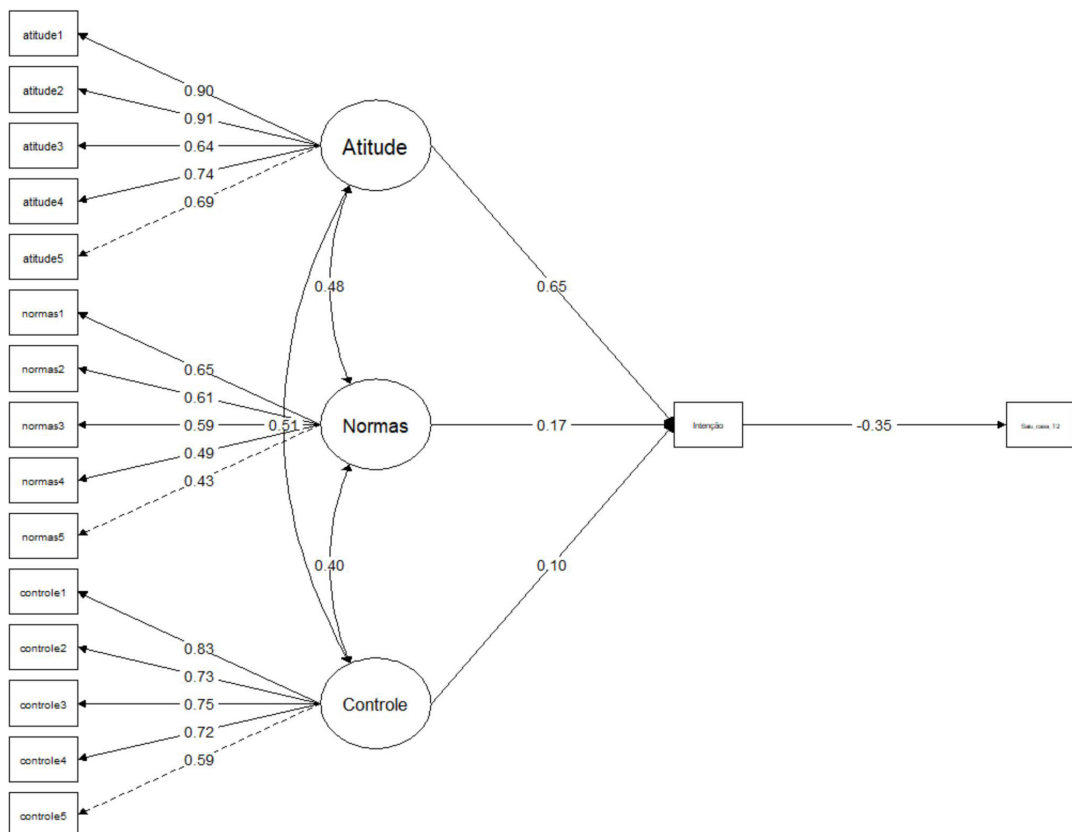 atitude1
atitude2
atitude3
atitude4
atitude5
normas1
normas2
normas3
normas4
normas5
controle1
controle2
controle3
controle4
controle5
0.90
0.91
0.64
0.74
0.69
0.65
0.61
0.59
0.49
0.43
0.83
0.73
0.75
0.72
0.59
Atitude
Normas
Controle
0.48
0.51
0.40
0.65
0.17
0.10
Intenção
-0.35
Saiu_casa_T2